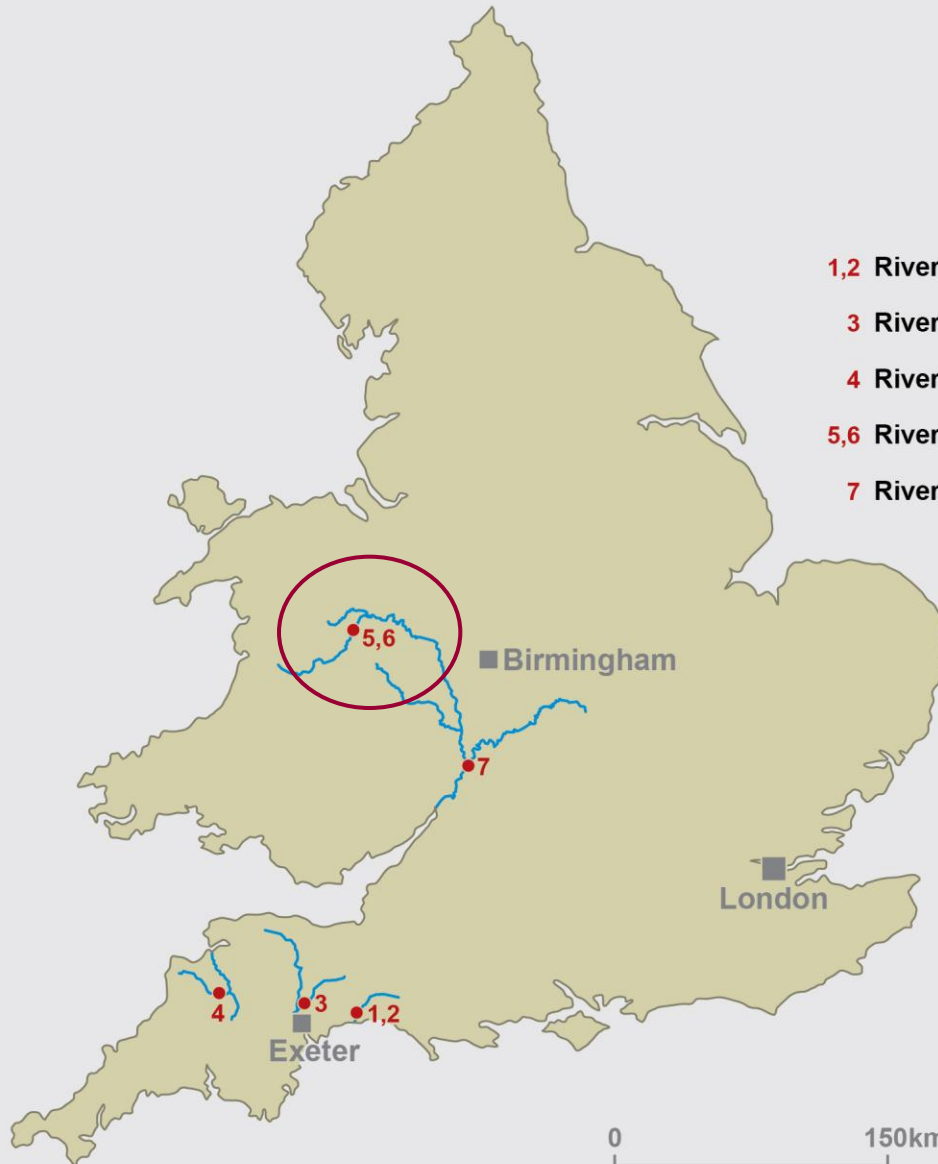 1,2 River
3 River
4 River
5,6 River
7 River
5,6
Birmingham
7
London
4
3
1,2
Exeter
0
150km